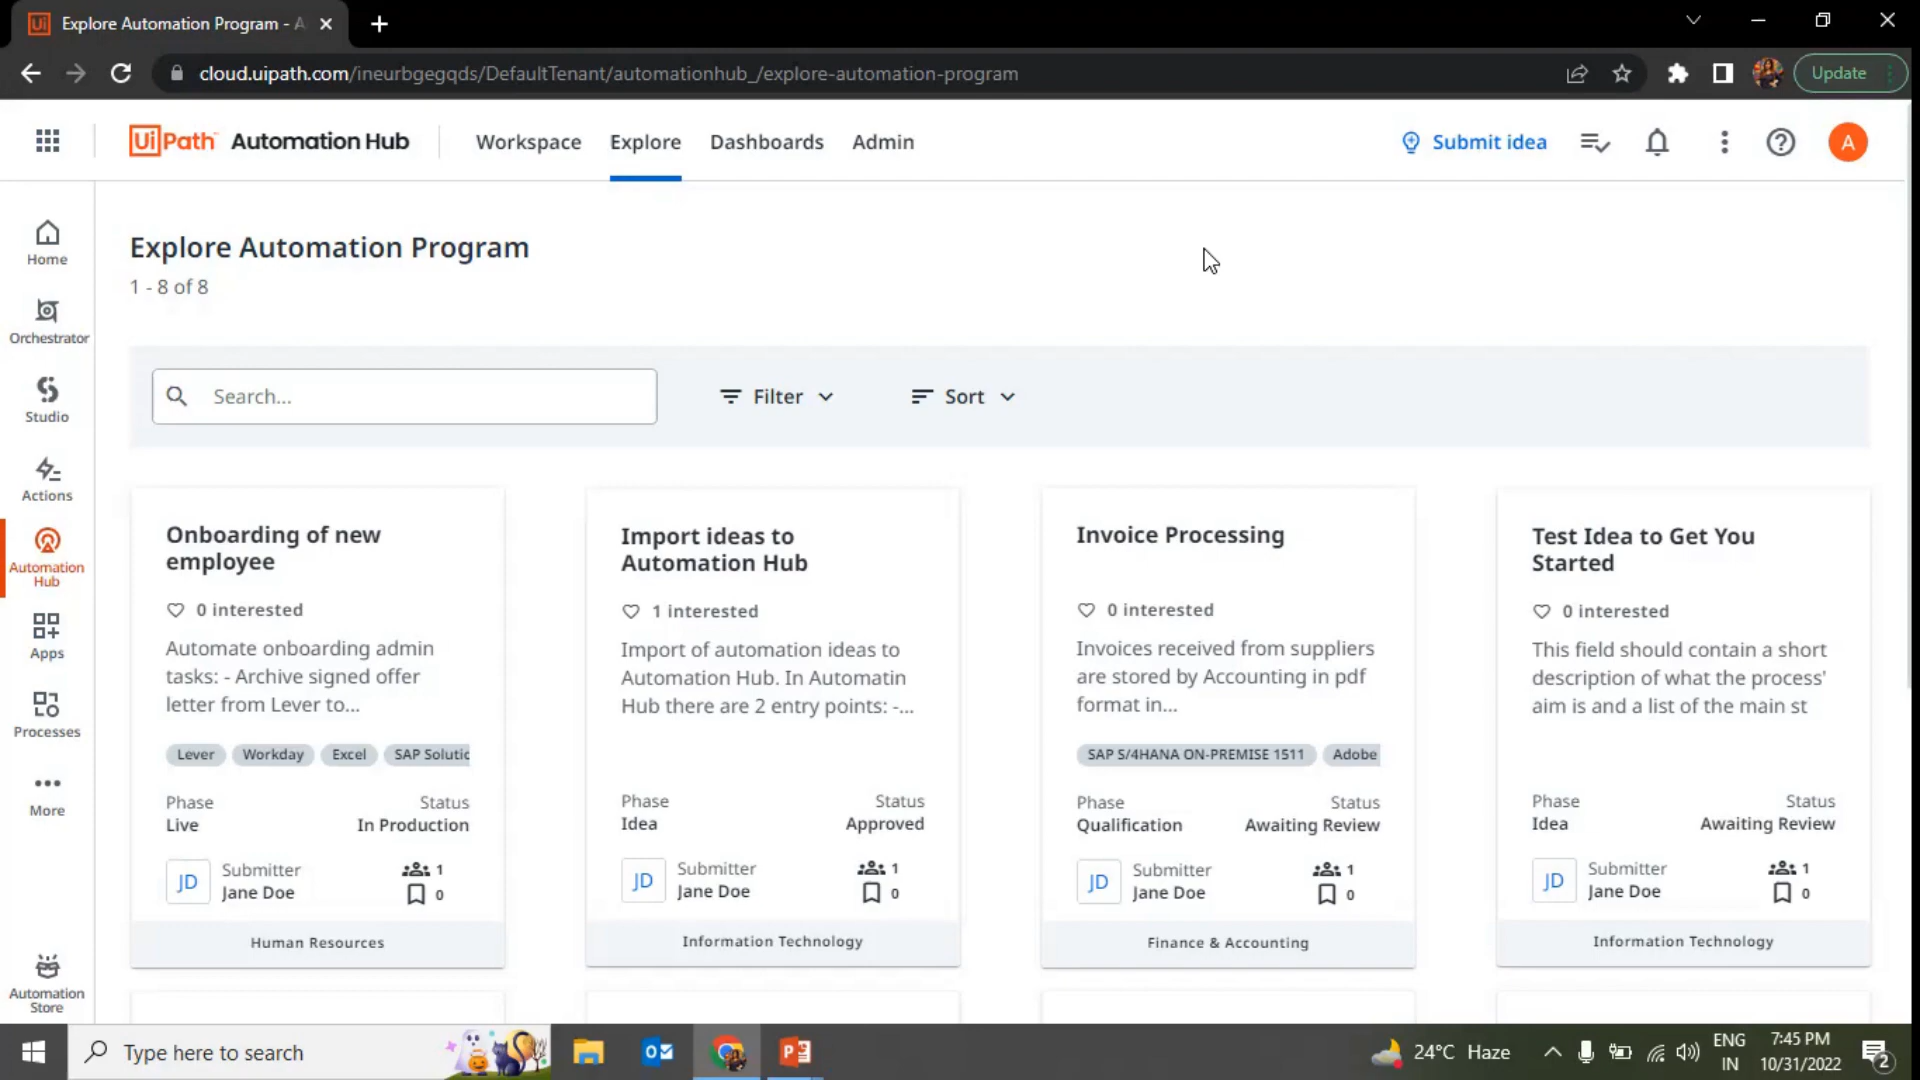 Explore Automation Program - A
cloud.uipath.com/ineurbgegqds/DefaultTenant/automationhub_/explore-automation-program
Update
UiPath Automation Hub
Workspace
Explore
Dashboards
Admin
Submit idea
A
Home
Orchestrator
Studio
Actions
Automation
Hub
Apps
Processes
More
Automation
Store
Explore Automation Program
1 - 8 of 8
Search...
Filter
Sort
Onboarding of new
employee
0 interested
Automate onboarding admin
tasks: - Archive signed offer
letter from Lever to...
Lever Workday Excel SAP Solutic
Phase Status
Live In Production
JD
Submitter 1
Jane Doe 0
Human Resources
Import ideas to
Automation Hub
1 interested
Import of automation ideas to
Automation Hub. In Automatin
Hub there are 2 entry points: -...
Phase Status
Idea Approved
JD
Submitter 1
Jane Doe 0
Information Technology
Invoice Processing
0 interested
Invoices received from suppliers
are stored by Accounting in pdf
format in...
SAP S/4HANA ON-PREMISE 1511 Adobe
Phase Status
Qualification Awaiting Review
JD
Submitter 1
Jane Doe 0
Finance & Accounting
Test Idea to Get You
Started
0 interested
This field should contain a short
description of what the process'
aim is and a list of the main st
Phase Status
Idea Awaiting Review
JD
Submitter 1
Jane Doe 0
Information Technology
Type here to search
24°C Haze
ENG
IN
7:45 PM
10/31/2022
2